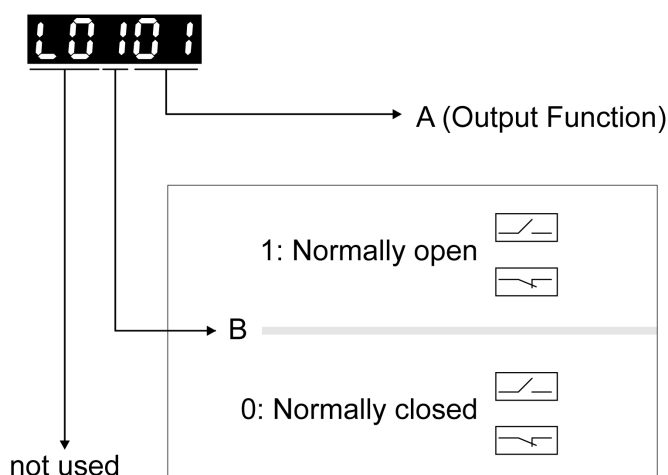 L0101
A (Output Function)
1: Normally open
B
0: Normally closed
not used